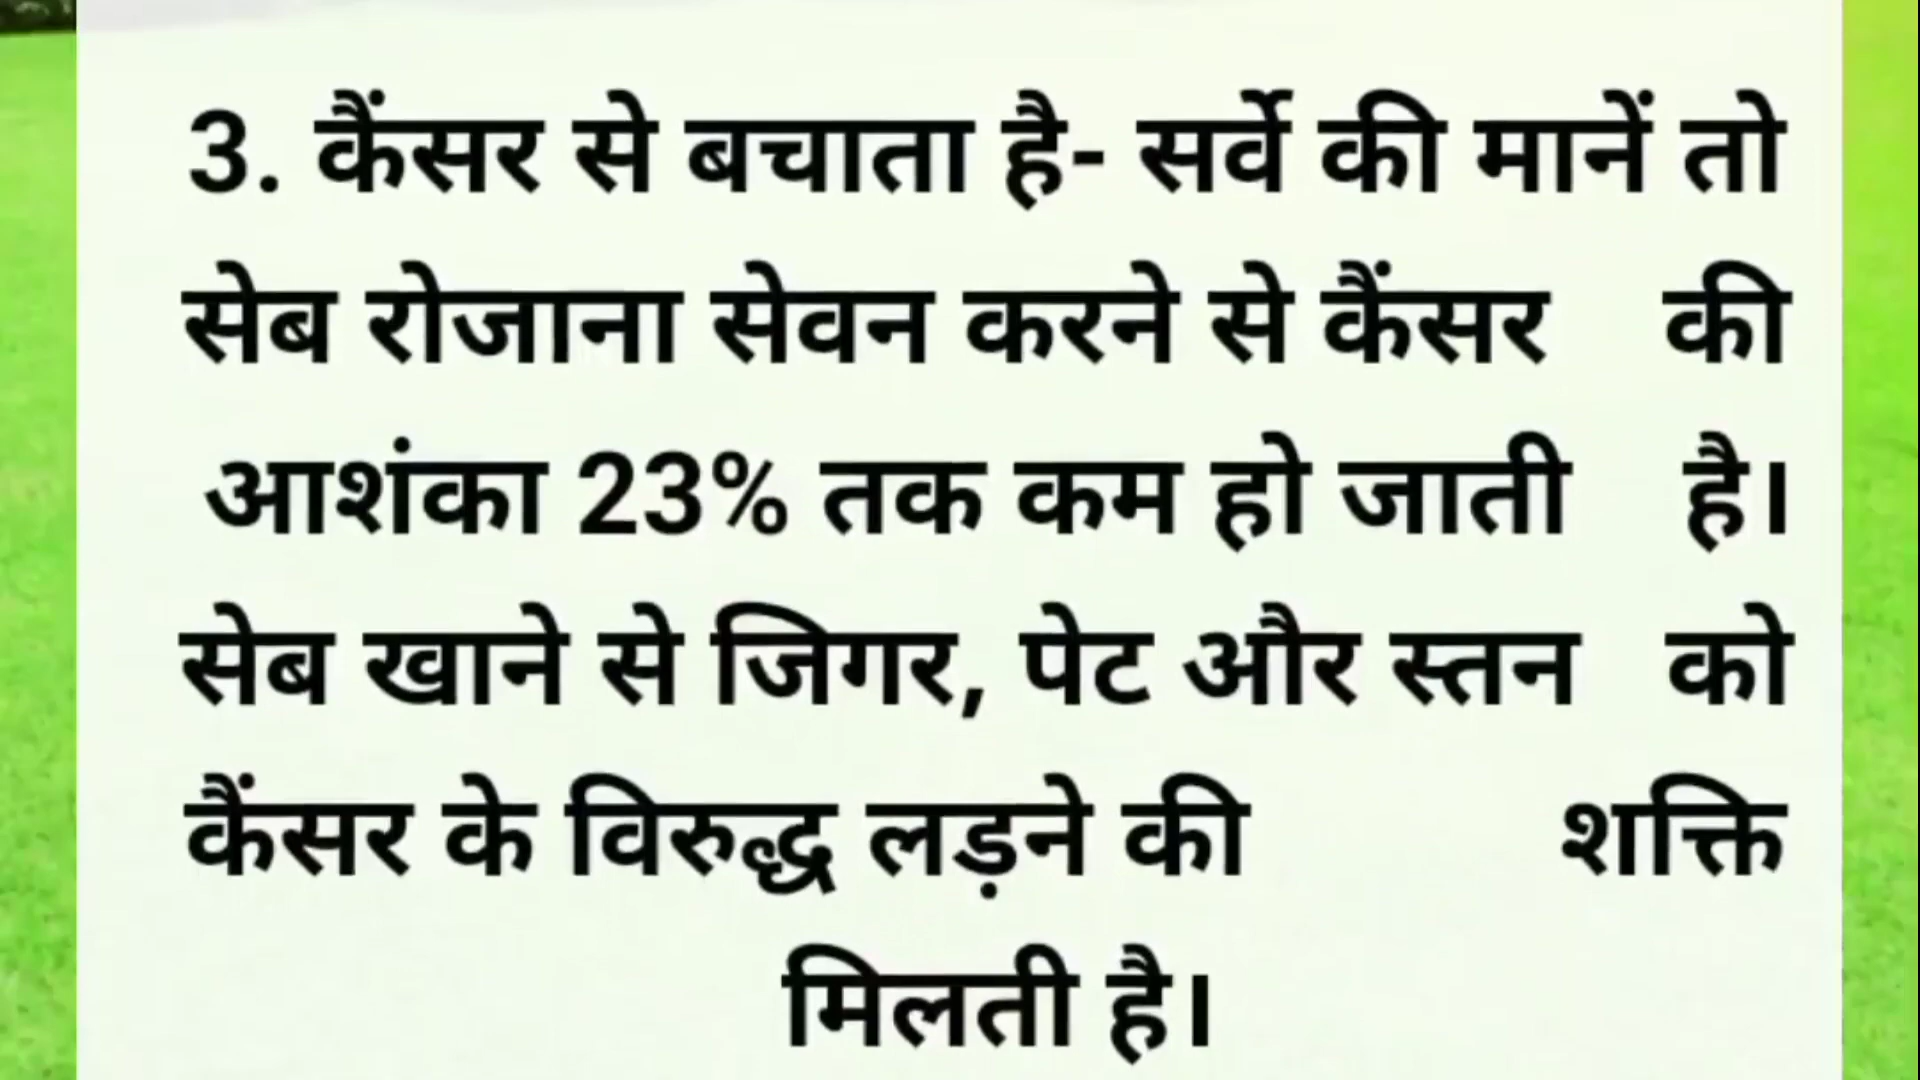 3. कैंसर से बचाता है- सर्वे की मानें तो
सेब रोजाना सेवन करने से कैंसर की
आशंका 23% तक कम हो जाती है।
सेब खाने से जिगर, पेट और स्तन को
कैंसर के विरुद्ध लड़ने की शक्ति
मिलती है।